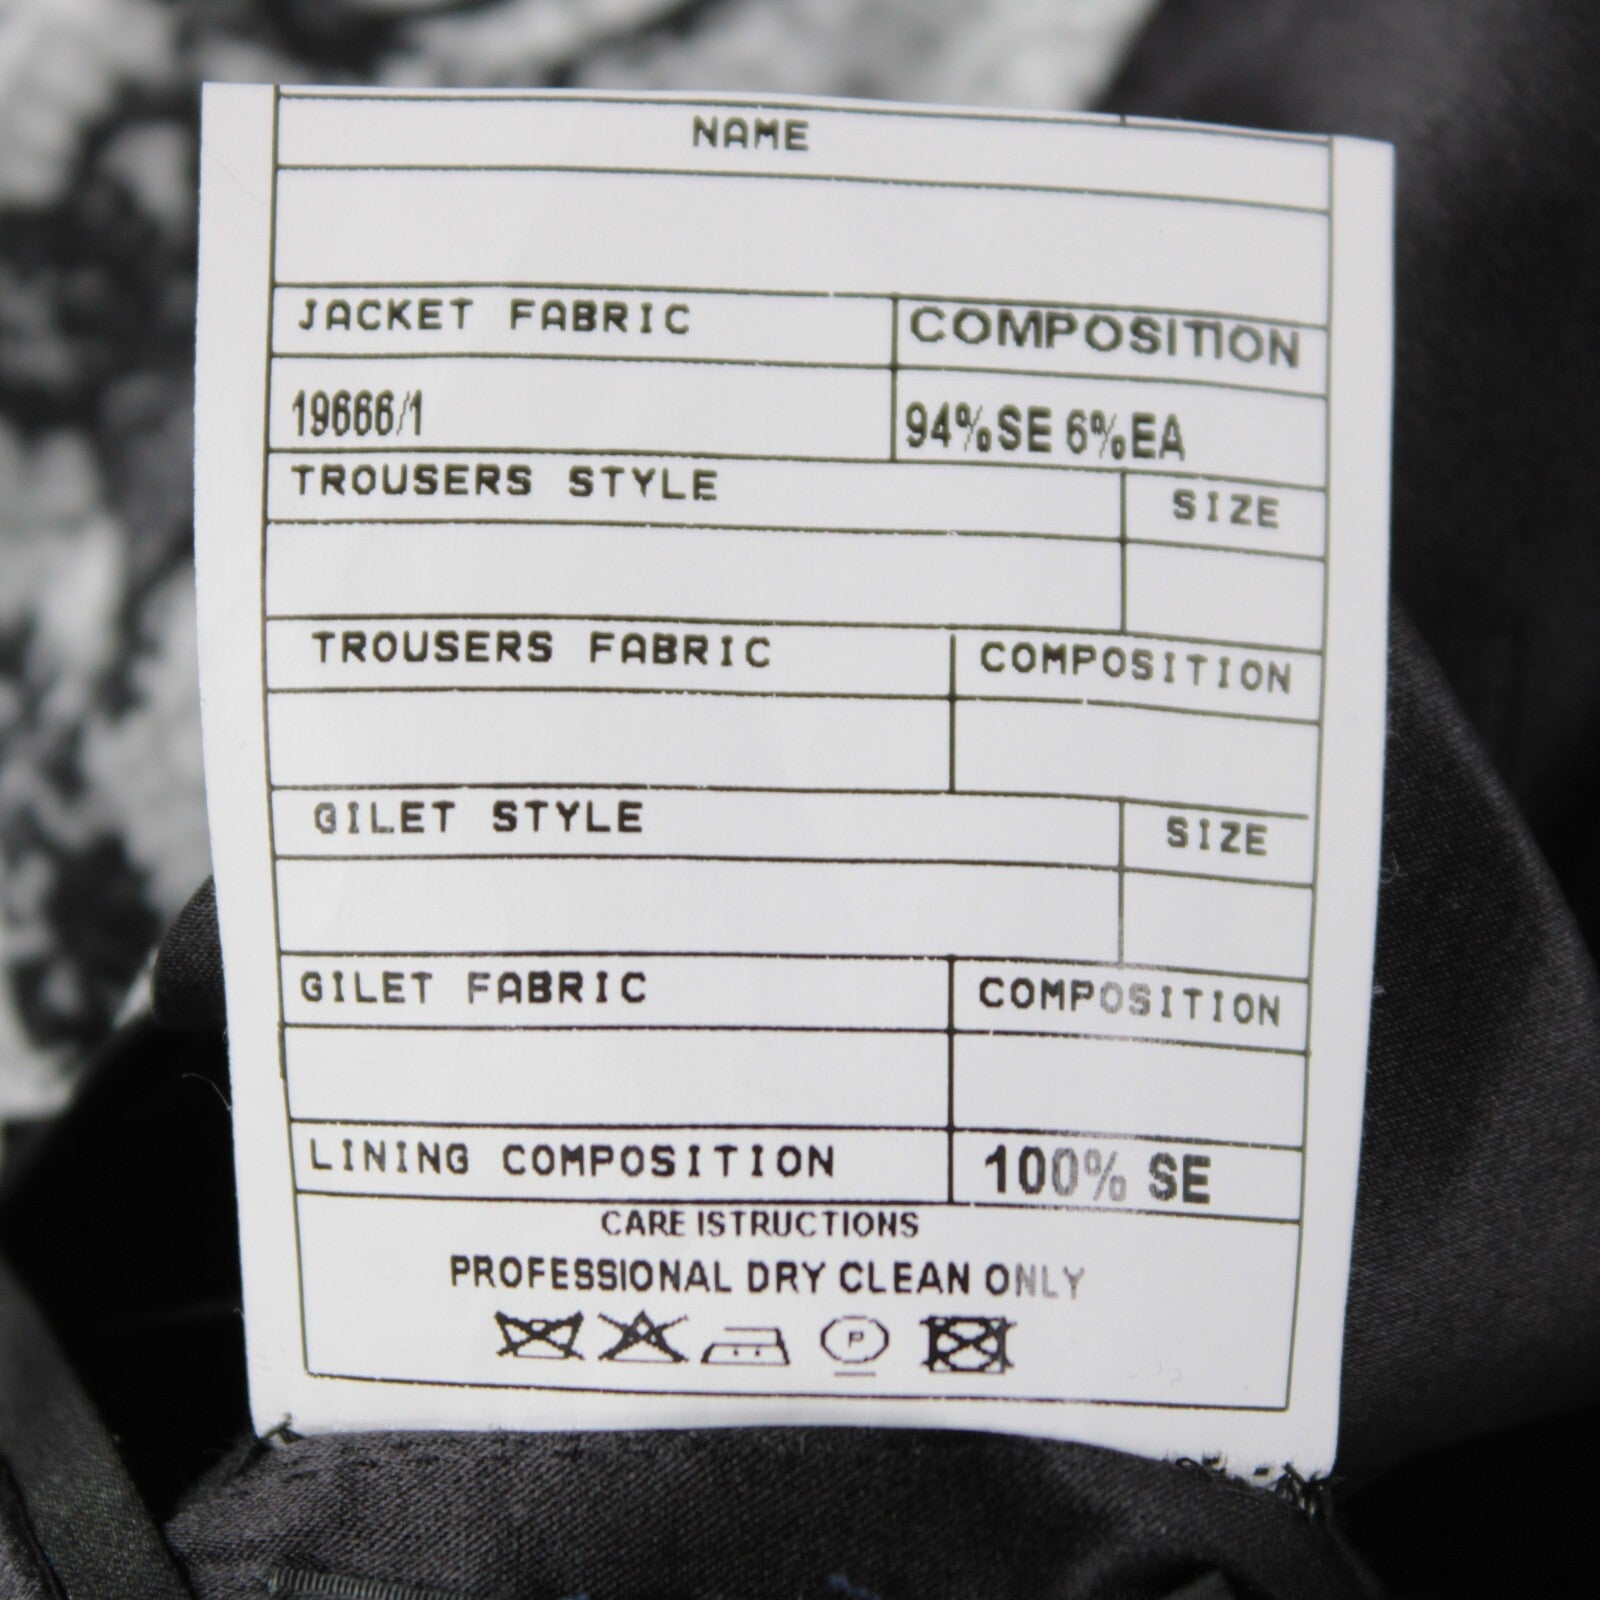 NAME
JACKET FABRIC COMPOSITION
19666/1 94%SE 6%EA
TROUSERS STYLE SIZE
TROUSERS FABRIC COMPOSITION
GILET STYLE SIZE
GILET FABRIC COMPOSITION
LINING COMPOSITION 100% SE
CARE ISTRUCTIONS
PROFESSIONAL DRY CLEAN ONLY
P